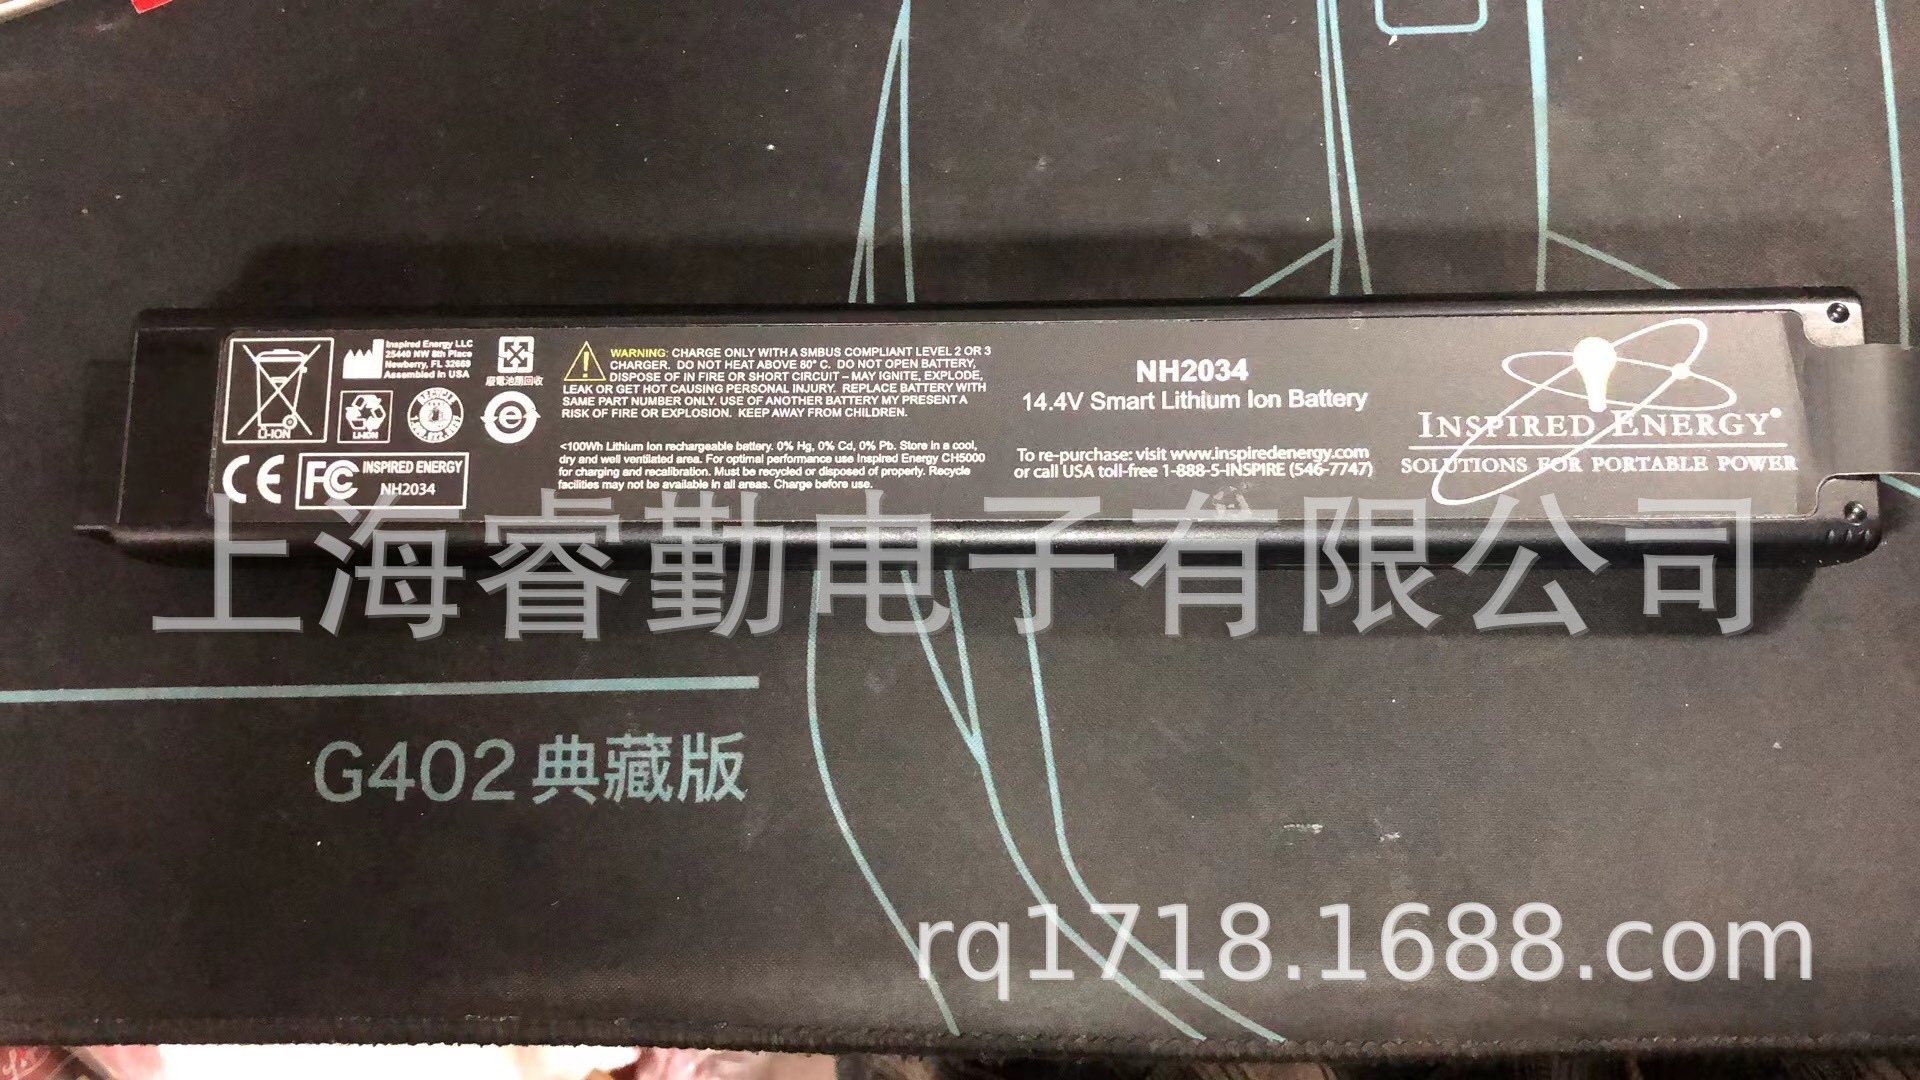 Inspired Energy LLC
25440 NW 8th Place
Newberry, FL 32669
Assembled in USA
廢電池請回收
LI-ION
LI-ION
RECYCLE
1.800.822.8837
CE FC INSPIRED ENERGY
NH2034
WARNING: CHARGE ONLY WITH A SMBUS COMPLIANT LEVEL 2 OR 3
CHARGER. DO NOT HEAT ABOVE 80° C. DO NOT OPEN BATTERY,
DISPOSE OF IN FIRE OR SHORT CIRCUIT – MAY IGNITE, EXPLODE,
LEAK OR GET HOT CAUSING PERSONAL INJURY. REPLACE BATTERY WITH
SAME PART NUMBER ONLY. USE OF ANOTHER BATTERY MY PRESENT A
RISK OF FIRE OR EXPLOSION. KEEP AWAY FROM CHILDREN.
<100Wh Lithium Ion rechargeable battery. 0% Hg, 0% Cd, 0% Pb. Store in a cool,
dry and well ventilated area. For optimal performance use Inspired Energy CH5000
for charging and recalibration. Must be recycled or disposed of properly. Recycle
facilities may not be available in all areas. Charge before use.
NH2034
14.4V Smart Lithium Ion Battery
To re-purchase: visit www.inspiredenergy.com
or call USA toll-free 1-888-5-INSPIRE (546-7747)
INSPIRED ENERGY®
SOLUTIONS FOR PORTABLE POWER
上海睿勤电子有限公司
G402典藏版
rq1718.1688.com